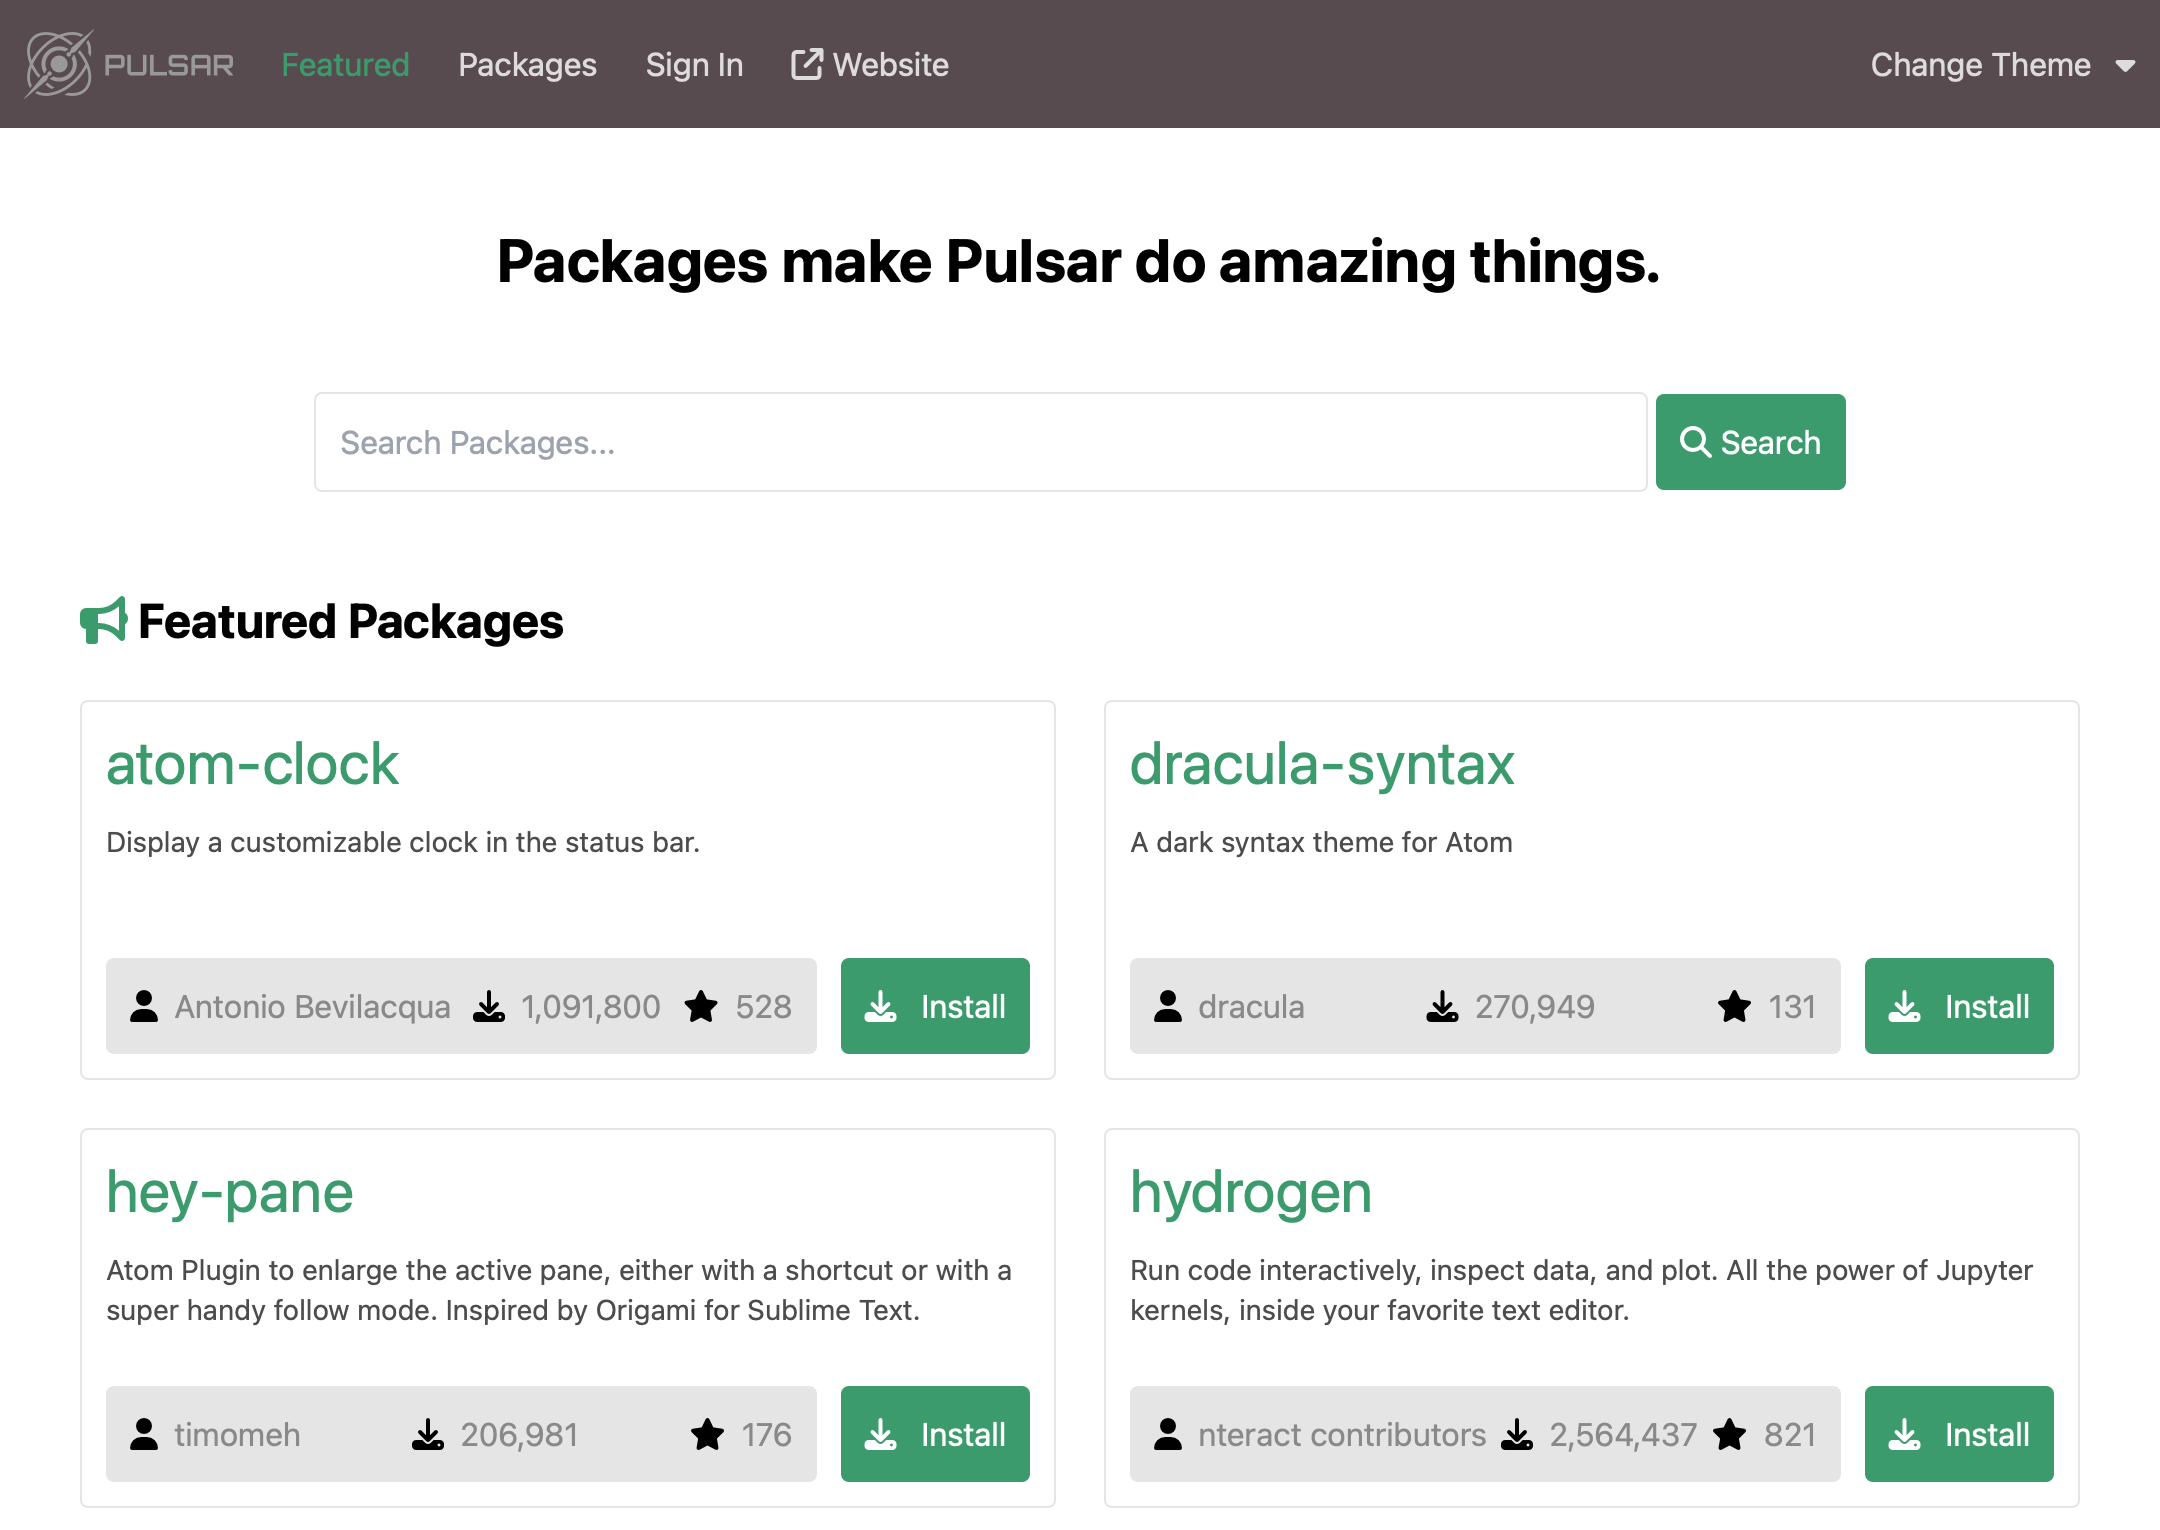 PULSAR Featured Packages Sign In Website Change Theme
Packages make Pulsar do amazing things.
Search Packages... Search
Featured Packages
atom-clock
Display a customizable clock in the status bar.
Antonio Bevilacqua 1,091,800 528 Install
dracula-syntax
A dark syntax theme for Atom
dracula 270,949 131 Install
hey-pane
Atom Plugin to enlarge the active pane, either with a shortcut or with a
super handy follow mode. Inspired by Origami for Sublime Text.
timomeh 206,981 176 Install
hydrogen
Run code interactively, inspect data, and plot. All the power of Jupyter
kernels, inside your favorite text editor.
nteract contributors 2,564,437 821 Install